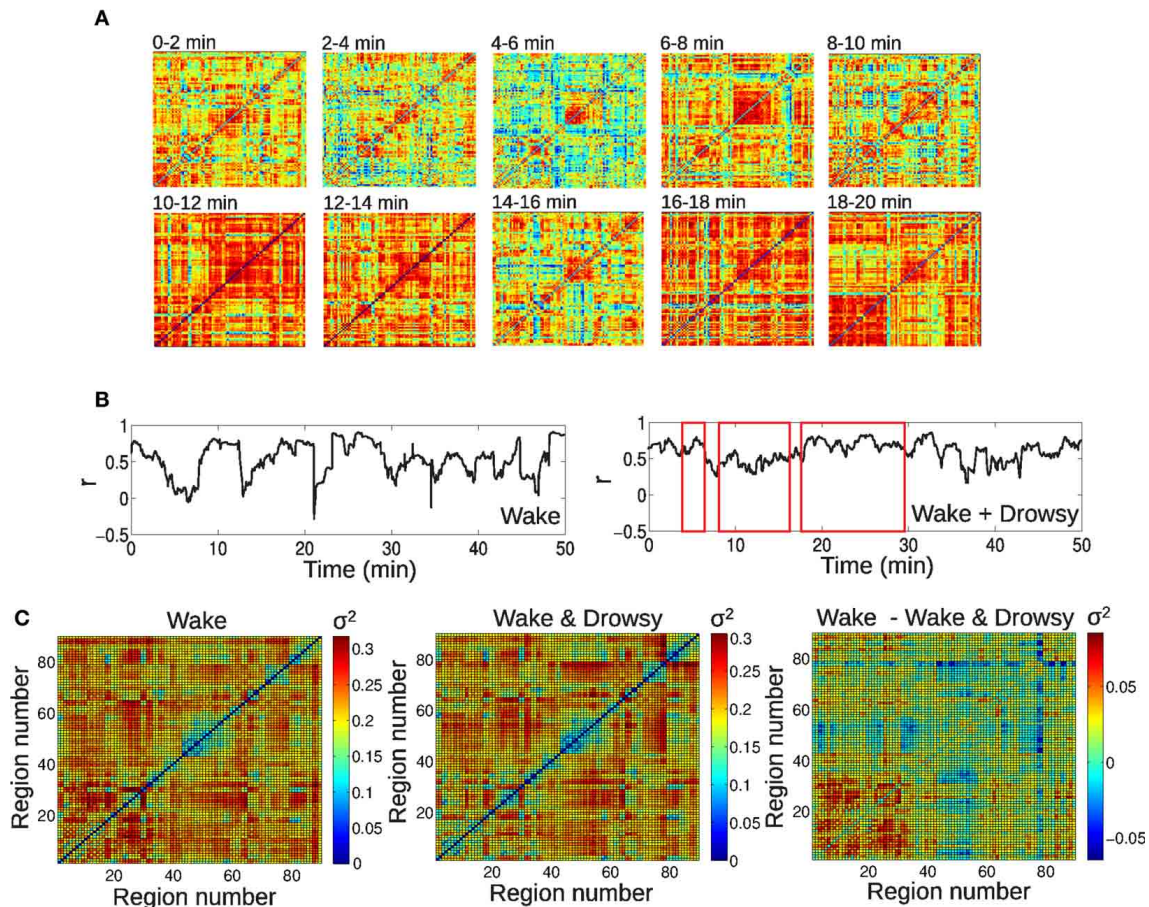 A
0-2 min 2-4 min 4-6 min 6-8 min 8-10 min
10-12 min 12-14 min 14-16 min 16-18 min 18-20 min
B
1
0.5
0
−0.5
r
0 10 20 30 40 50
Time (min)
Wake
1
0.5
0
−0.5
r
0 10 20 30 40 50
Time (min)
Wake + Drowsy
C
Wake
σ²
80
60
40
20
Region number
20 40 60 80
Region number
0.3
0.25
0.2
0.15
0.1
0.05
0
Wake & Drowsy
σ²
80
60
40
20
Region number
20 40 60 80
Region number
0.3
0.25
0.2
0.15
0.1
0.05
0
Wake - Wake & Drowsy
σ²
80
60
40
20
Region number
20 40 60 80
Region number
0.05
0
−0.05